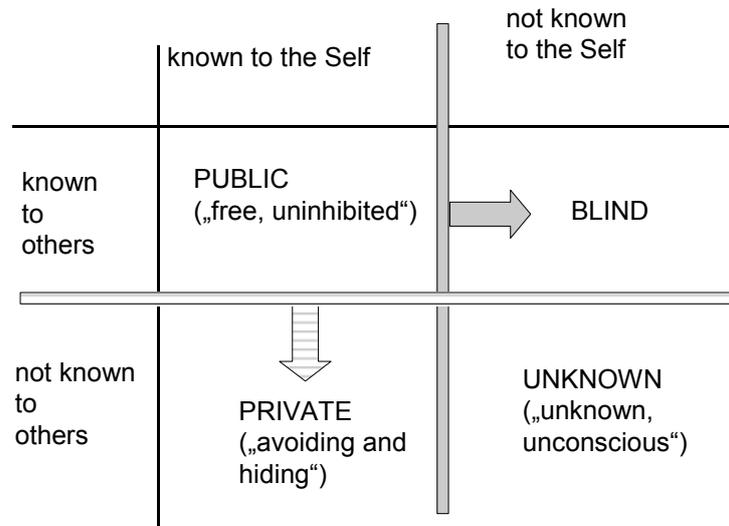 known to the Self
not known
to the Self
known
to
others
PUBLIC
(„free, uninhibited“)
BLIND
not known
to
others
PRIVATE
(„avoiding and
hiding“)
UNKNOWN
(„unknown,
unconscious“)